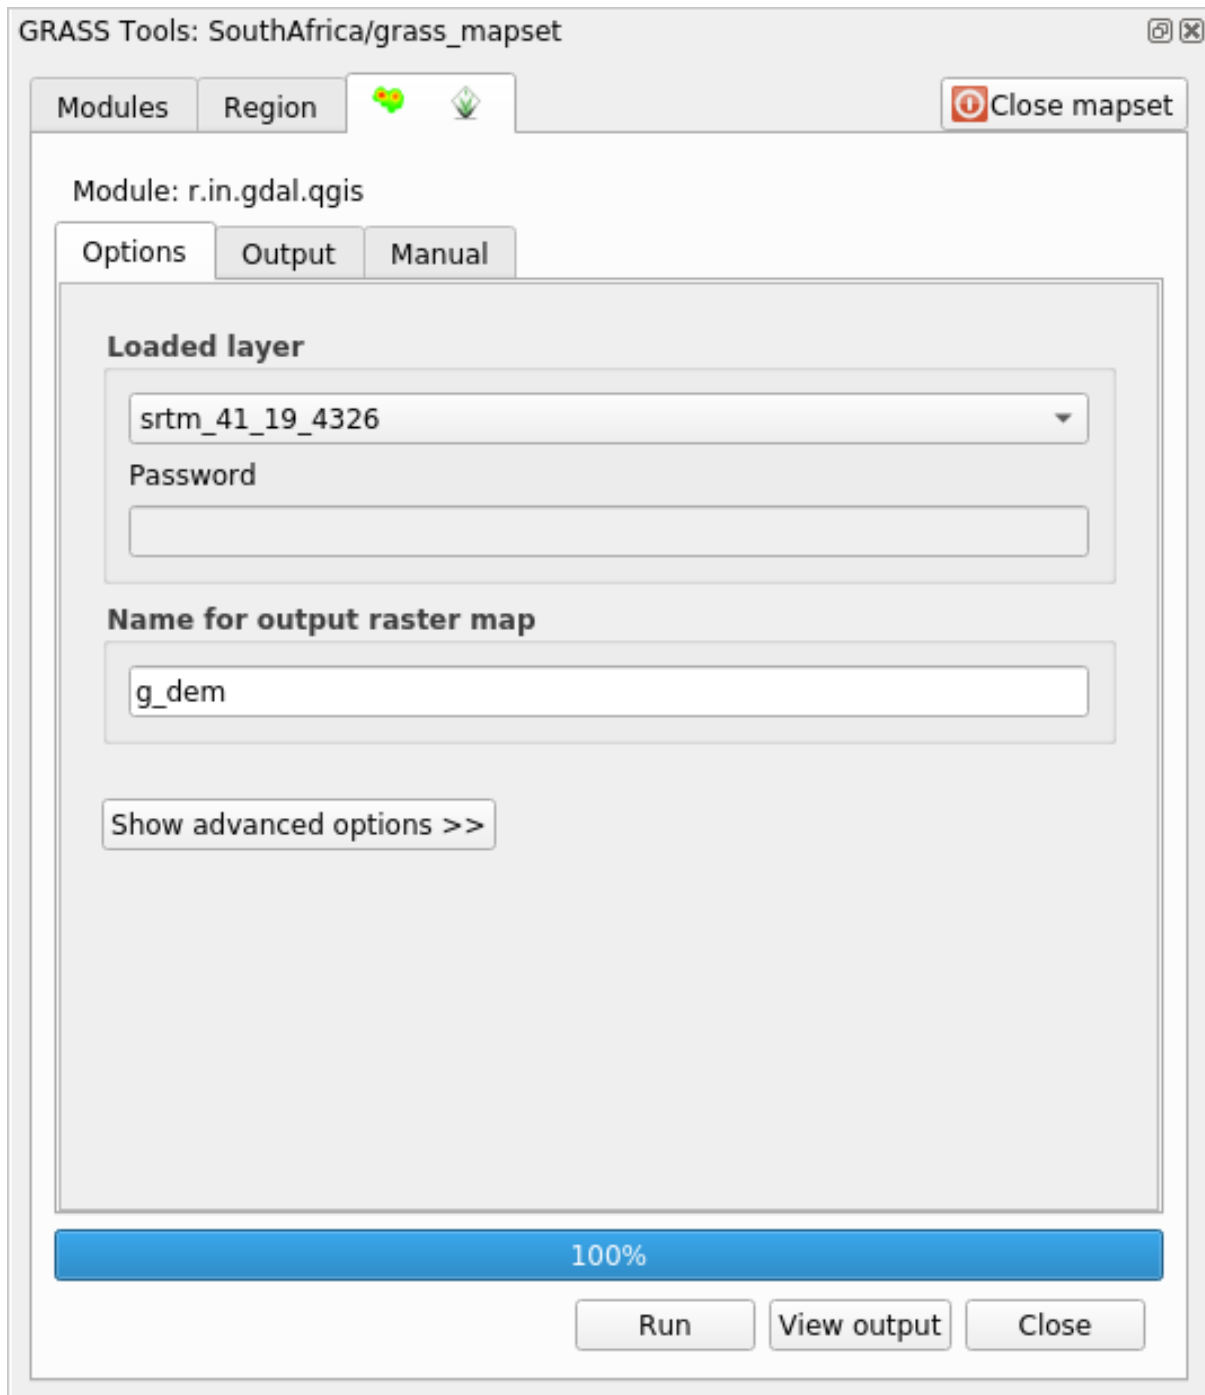 GRASS Tools: SouthAfrica/grass_mapset
Modules Region Close mapset
Module: r.in.gdal.qgis
Options Output Manual
Loaded layer
srtm_41_19_4326
Password
Name for output raster map
g_dem
Show advanced options >>
100%
Run View output Close